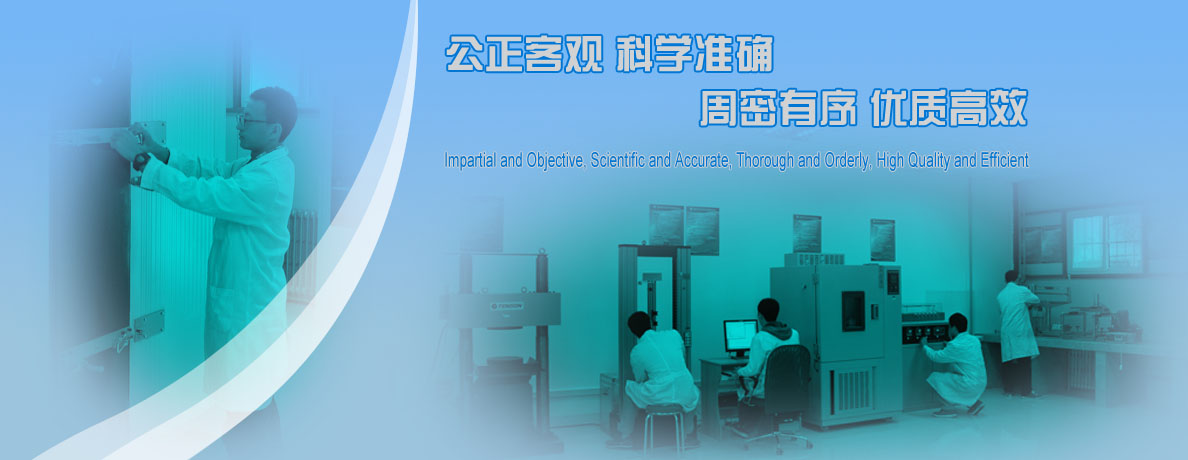 公正客观 科学准确
周密有序 优质高效
Impartial and Objective, Scientific and Accurate, Thorough and Orderly, High Quality and Efficient